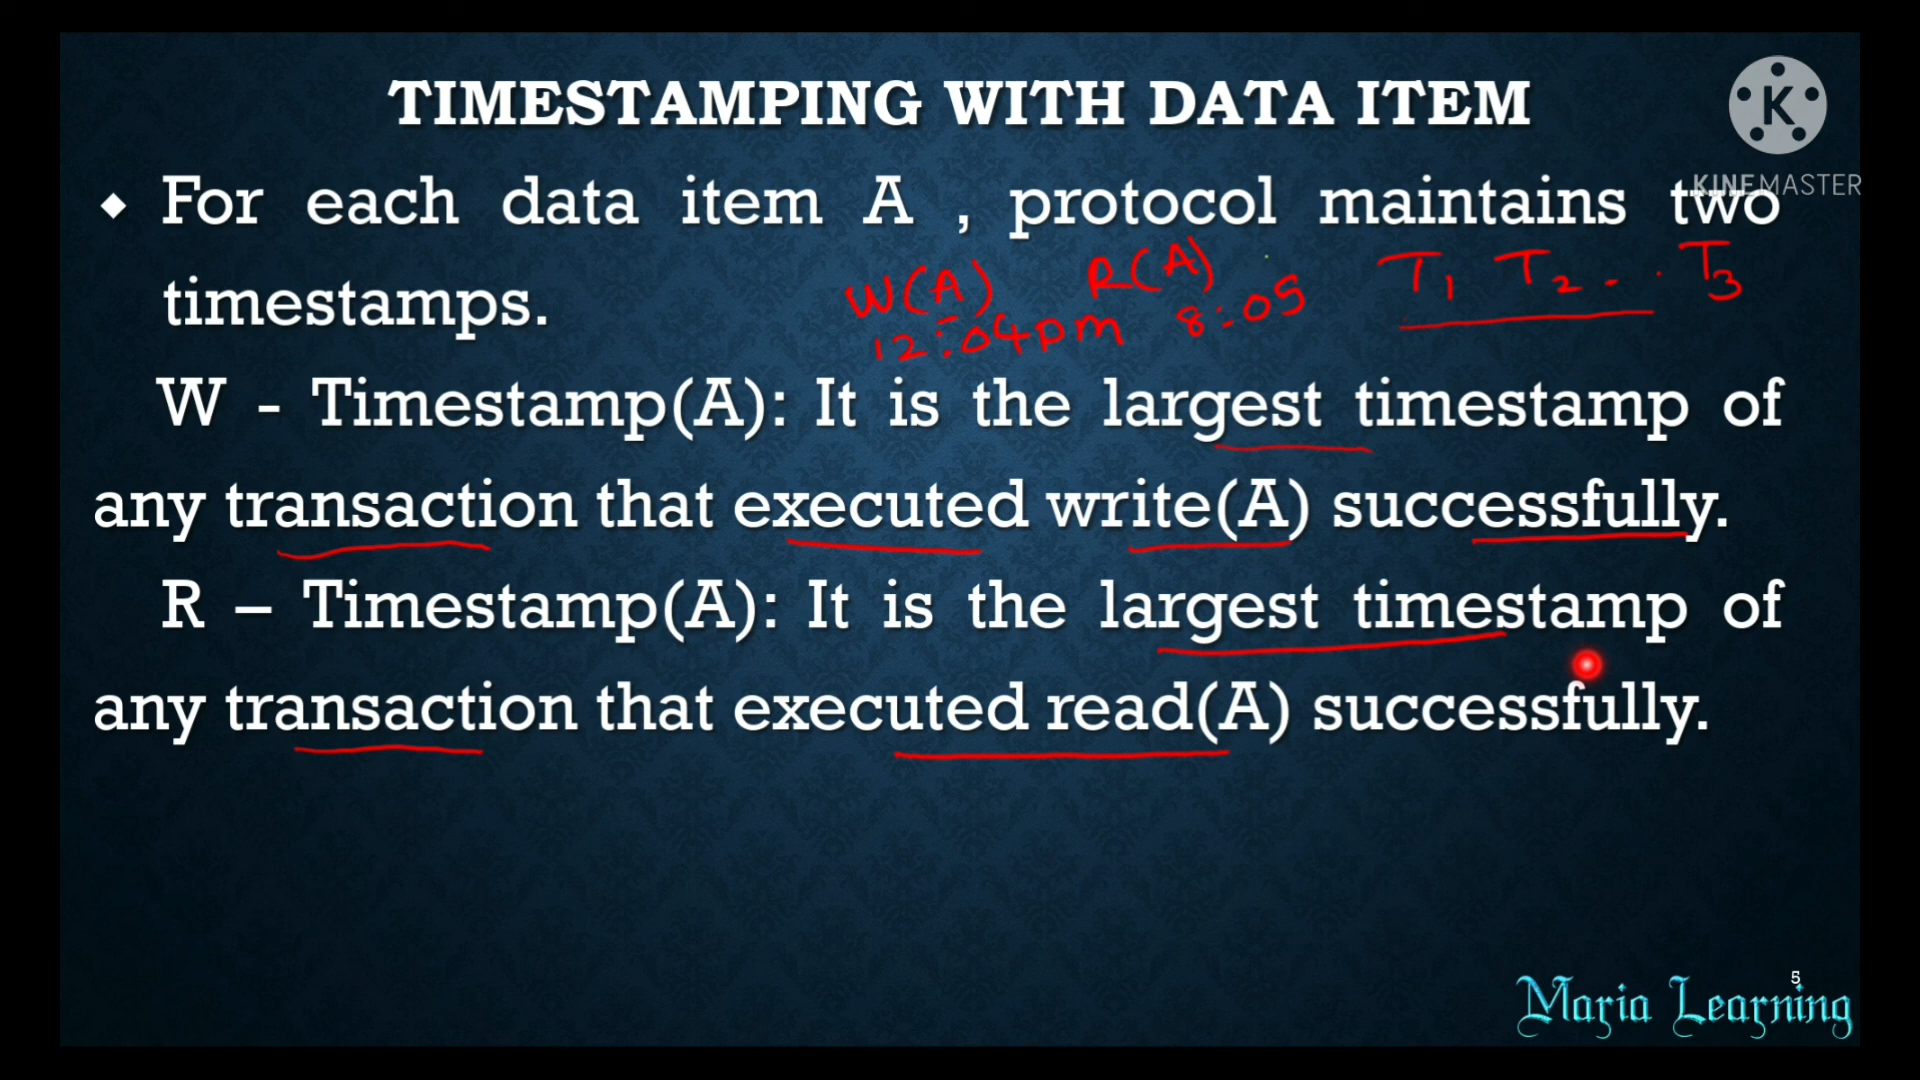 TIMESTAMPING WITH DATA ITEM
KINEMASTER
For each data item A , protocol maintains two
timestamps.
W(A) R(A) T1 T2 . . T3
12:04pm 8:05
W - Timestamp(A): It is the largest timestamp of
any transaction that executed write(A) successfully.
R – Timestamp(A): It is the largest timestamp of
any transaction that executed read(A) successfully.
5
Maria Learning